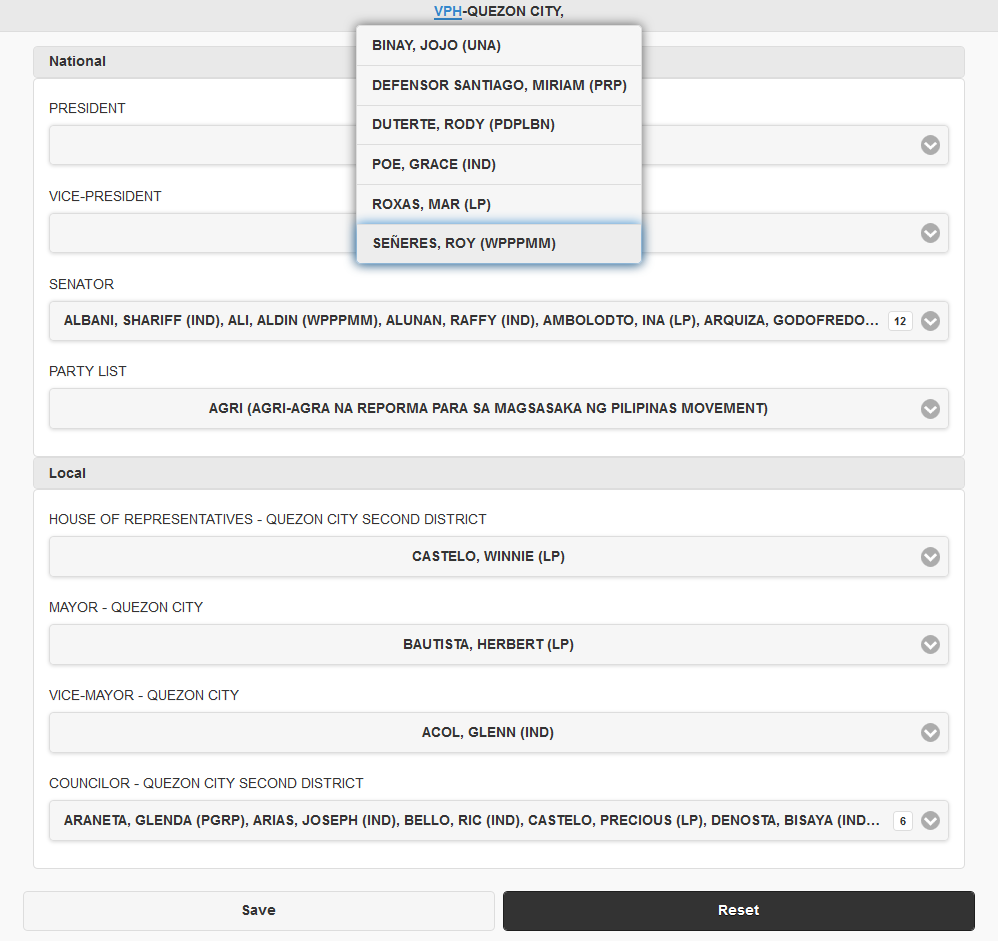 VPH-QUEZON CITY,
National
PRESIDENT
BINAY, JOJO (UNA)
DEFENSOR SANTIAGO, MIRIAM (PRP)
DUTERTE, RODY (PDPLBN)
POE, GRACE (IND)
ROXAS, MAR (LP)
SEÑERES, ROY (WPPPMM)
VICE-PRESIDENT
SENATOR
ALBANI, SHARIFF (IND), ALI, ALDIN (WPPPMM), ALUNAN, RAFFY (IND), AMBOLODTO, INA (LP), ARQUIZA, GODOFREDO... 12
PARTY LIST
AGRI (AGRI-AGRA NA REPORMA PARA SA MAGSASAKA NG PILIPINAS MOVEMENT)
Local
HOUSE OF REPRESENTATIVES - QUEZON CITY SECOND DISTRICT
CASTELO, WINNIE (LP)
MAYOR - QUEZON CITY
BAUTISTA, HERBERT (LP)
VICE-MAYOR - QUEZON CITY
ACOL, GLENN (IND)
COUNCILOR - QUEZON CITY SECOND DISTRICT
ARANETA, GLENDA (PGRP), ARIAS, JOSEPH (IND), BELLO, RIC (IND), CASTELO, PRECIOUS (LP), DENOSTA, BISAYA (IND... 6
Save Reset